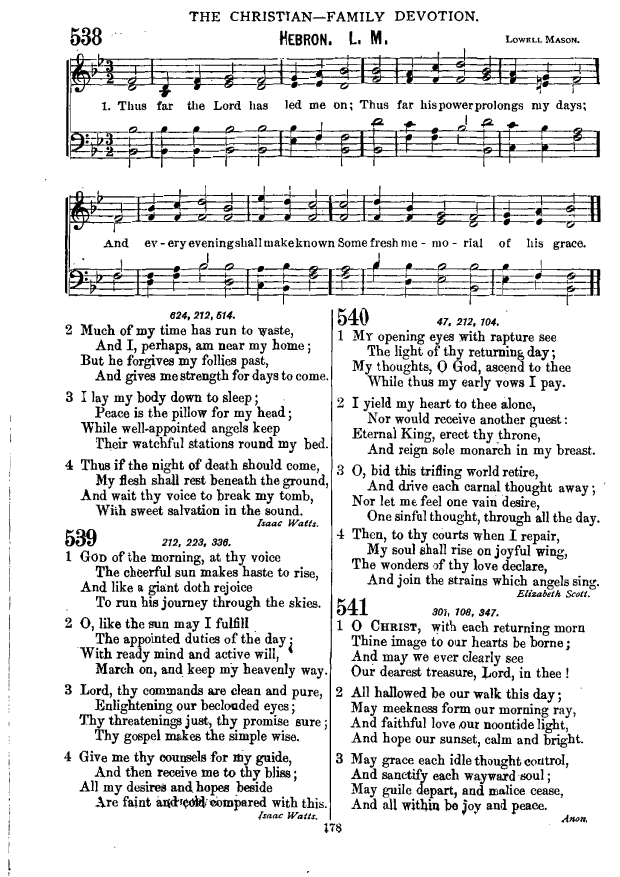 THE CHRISTIAN—FAMILY DEVOTION.
538 HEBRON. L. M. LOWELL MASON.
1. Thus far the Lord has led me on; Thus far his power prolongs my days;
And ev - ery evening shall make known Some fresh me - mo - rial of his grace.
624, 212, 514.
2 Much of my time has run to waste,
And I, perhaps, am near my home;
But he forgives my follies past,
And gives me strength for days to come.
3 I lay my body down to sleep;
Peace is the pillow for my head;
While well-appointed angels keep
Their watchful stations round my bed.
4 Thus if the night of death should come,
My flesh shall rest beneath the ground,
And wait thy voice to break my tomb,
With sweet salvation in the sound.
Isaac Watts.
539 212, 223, 336.
1 GOD of the morning, at thy voice
The cheerful sun makes haste to rise,
And like a giant doth rejoice
To run his journey through the skies.
2 O, like the sun may I fulfill
The appointed duties of the day;
With ready mind and active will,
March on, and keep my heavenly way.
3 Lord, thy commands are clean and pure,
Enlightening our beclouded eyes;
Thy threatenings just, thy promise sure;
Thy gospel makes the simple wise.
4 Give me thy counsels for my guide,
And then receive me to thy bliss;
All my desires and hopes beside
Are faint and cold compared with this.
Isaac Watts.
540 47, 212, 104.
1 MY opening eyes with rapture see
The light of thy returning day;
My thoughts, O God, ascend to thee
While thus my early vows I pay.
2 I yield my heart to thee alone,
Nor would receive another guest:
Eternal King, erect thy throne,
And reign sole monarch in my breast.
3 O, bid this trifling world retire,
And drive each carnal thought away;
Nor let me feel one vain desire,
One sinful thought, through all the day.
4 Then, to thy courts when I repair,
My soul shall rise on joyful wing,
The wonders of thy love declare,
And join the strains which angels sing.
Elizabeth Scott.
541 301, 108, 347.
1 O CHRIST, with each returning morn
Thine image to our hearts be borne;
And may we ever clearly see
Our dearest treasure, Lord, in thee!
2 All hallowed be our walk this day;
May meekness form our morning ray,
And faithful love our noontide light,
And hope our sunset, calm and bright.
3 May grace each idle thought control,
And sanctify each wayward soul;
May guile depart, and malice cease,
And all within be joy and peace.
Anon.
178